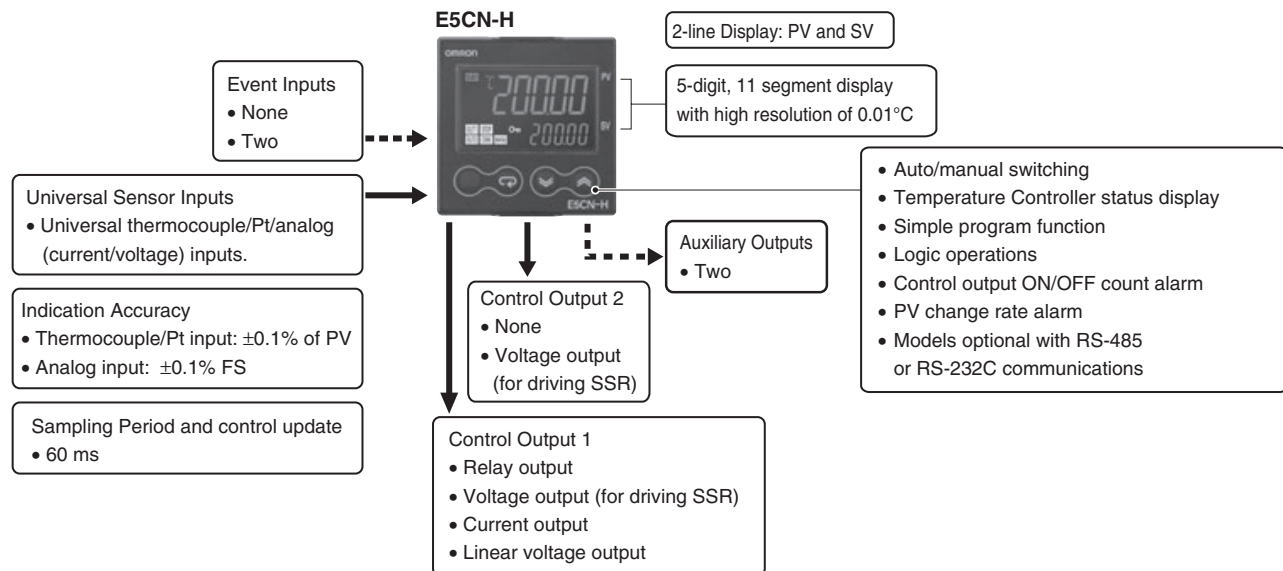 E5CN-H
2-line Display: PV and SV
omron
Event Inputs
• None
• Two
℃
20000
PV
200.00
SV
5-digit, 11 segment display
with high resolution of 0.01°C
E5CN-H
Universal Sensor Inputs
• Universal thermocouple/Pt/analog
(current/voltage) inputs.
• Auto/manual switching
• Temperature Controller status display
• Simple program function
• Logic operations
• Control output ON/OFF count alarm
• PV change rate alarm
• Models optional with RS-485
or RS-232C communications
Auxiliary Outputs
• Two
Indication Accuracy
• Thermocouple/Pt input: ±0.1% of PV
• Analog input: ±0.1% FS
Control Output 2
• None
• Voltage output
(for driving SSR)
Sampling Period and control update
• 60 ms
Control Output 1
• Relay output
• Voltage output (for driving SSR)
• Current output
• Linear voltage output